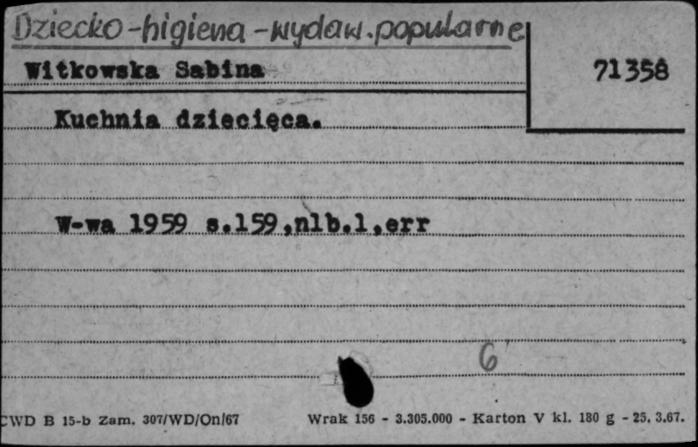 Dziecko-higiena-wydaw.popularne
Witkowska Sabina
71358
Kuchnia dziecięca.
W-wa 1959 s.159,nlb.1,err
6
CWD B 15-b Zam. 307/WD/On/67 Wrak 156 - 3.305.000 - Karton V kl. 180 g - 25. 3.67.